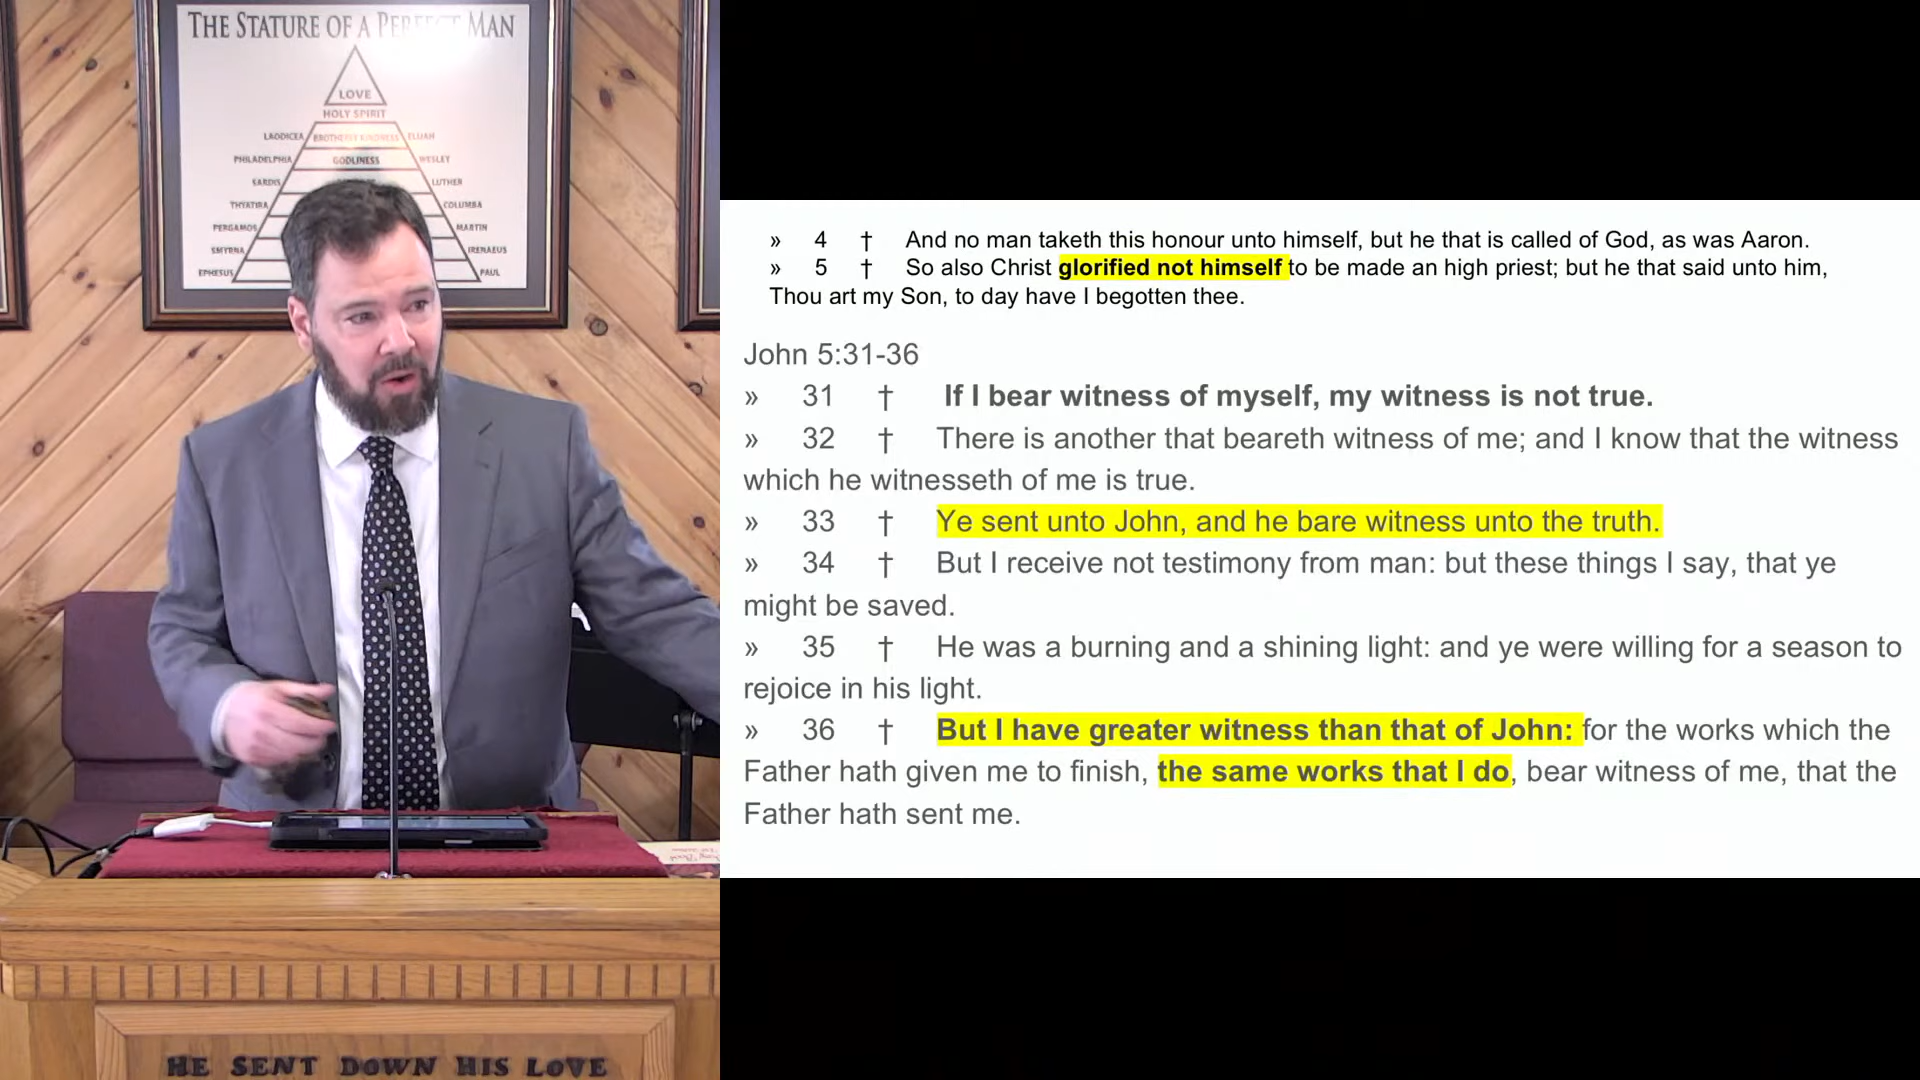 THE STATURE OF A PERFECT MAN
LOVE
HOLY SPIRIT
LAODICEA BROTHERLY KINDNESS ELIJAH
PHILADELPHIA GODLINESS WESLEY
SARDIS LUTHER
THYATIRA COLUMBA
PERGAMOS MARTIN
SMYRNA IRENAEUS
EPHESUS PAUL
HE SENT DOWN HIS LOVE
» 4 † And no man taketh this honour unto himself, but he that is called of God, as was Aaron.
» 5 † So also Christ glorified not himself to be made an high priest; but he that said unto him,
Thou art my Son, to day have I begotten thee.
John 5:31-36
» 31 † If I bear witness of myself, my witness is not true.
» 32 † There is another that beareth witness of me; and I know that the witness
which he witnesseth of me is true.
» 33 † Ye sent unto John, and he bare witness unto the truth.
» 34 † But I receive not testimony from man: but these things I say, that ye
might be saved.
» 35 † He was a burning and a shining light: and ye were willing for a season to
rejoice in his light.
» 36 † But I have greater witness than that of John: for the works which the
Father hath given me to finish, the same works that I do, bear witness of me, that the
Father hath sent me.